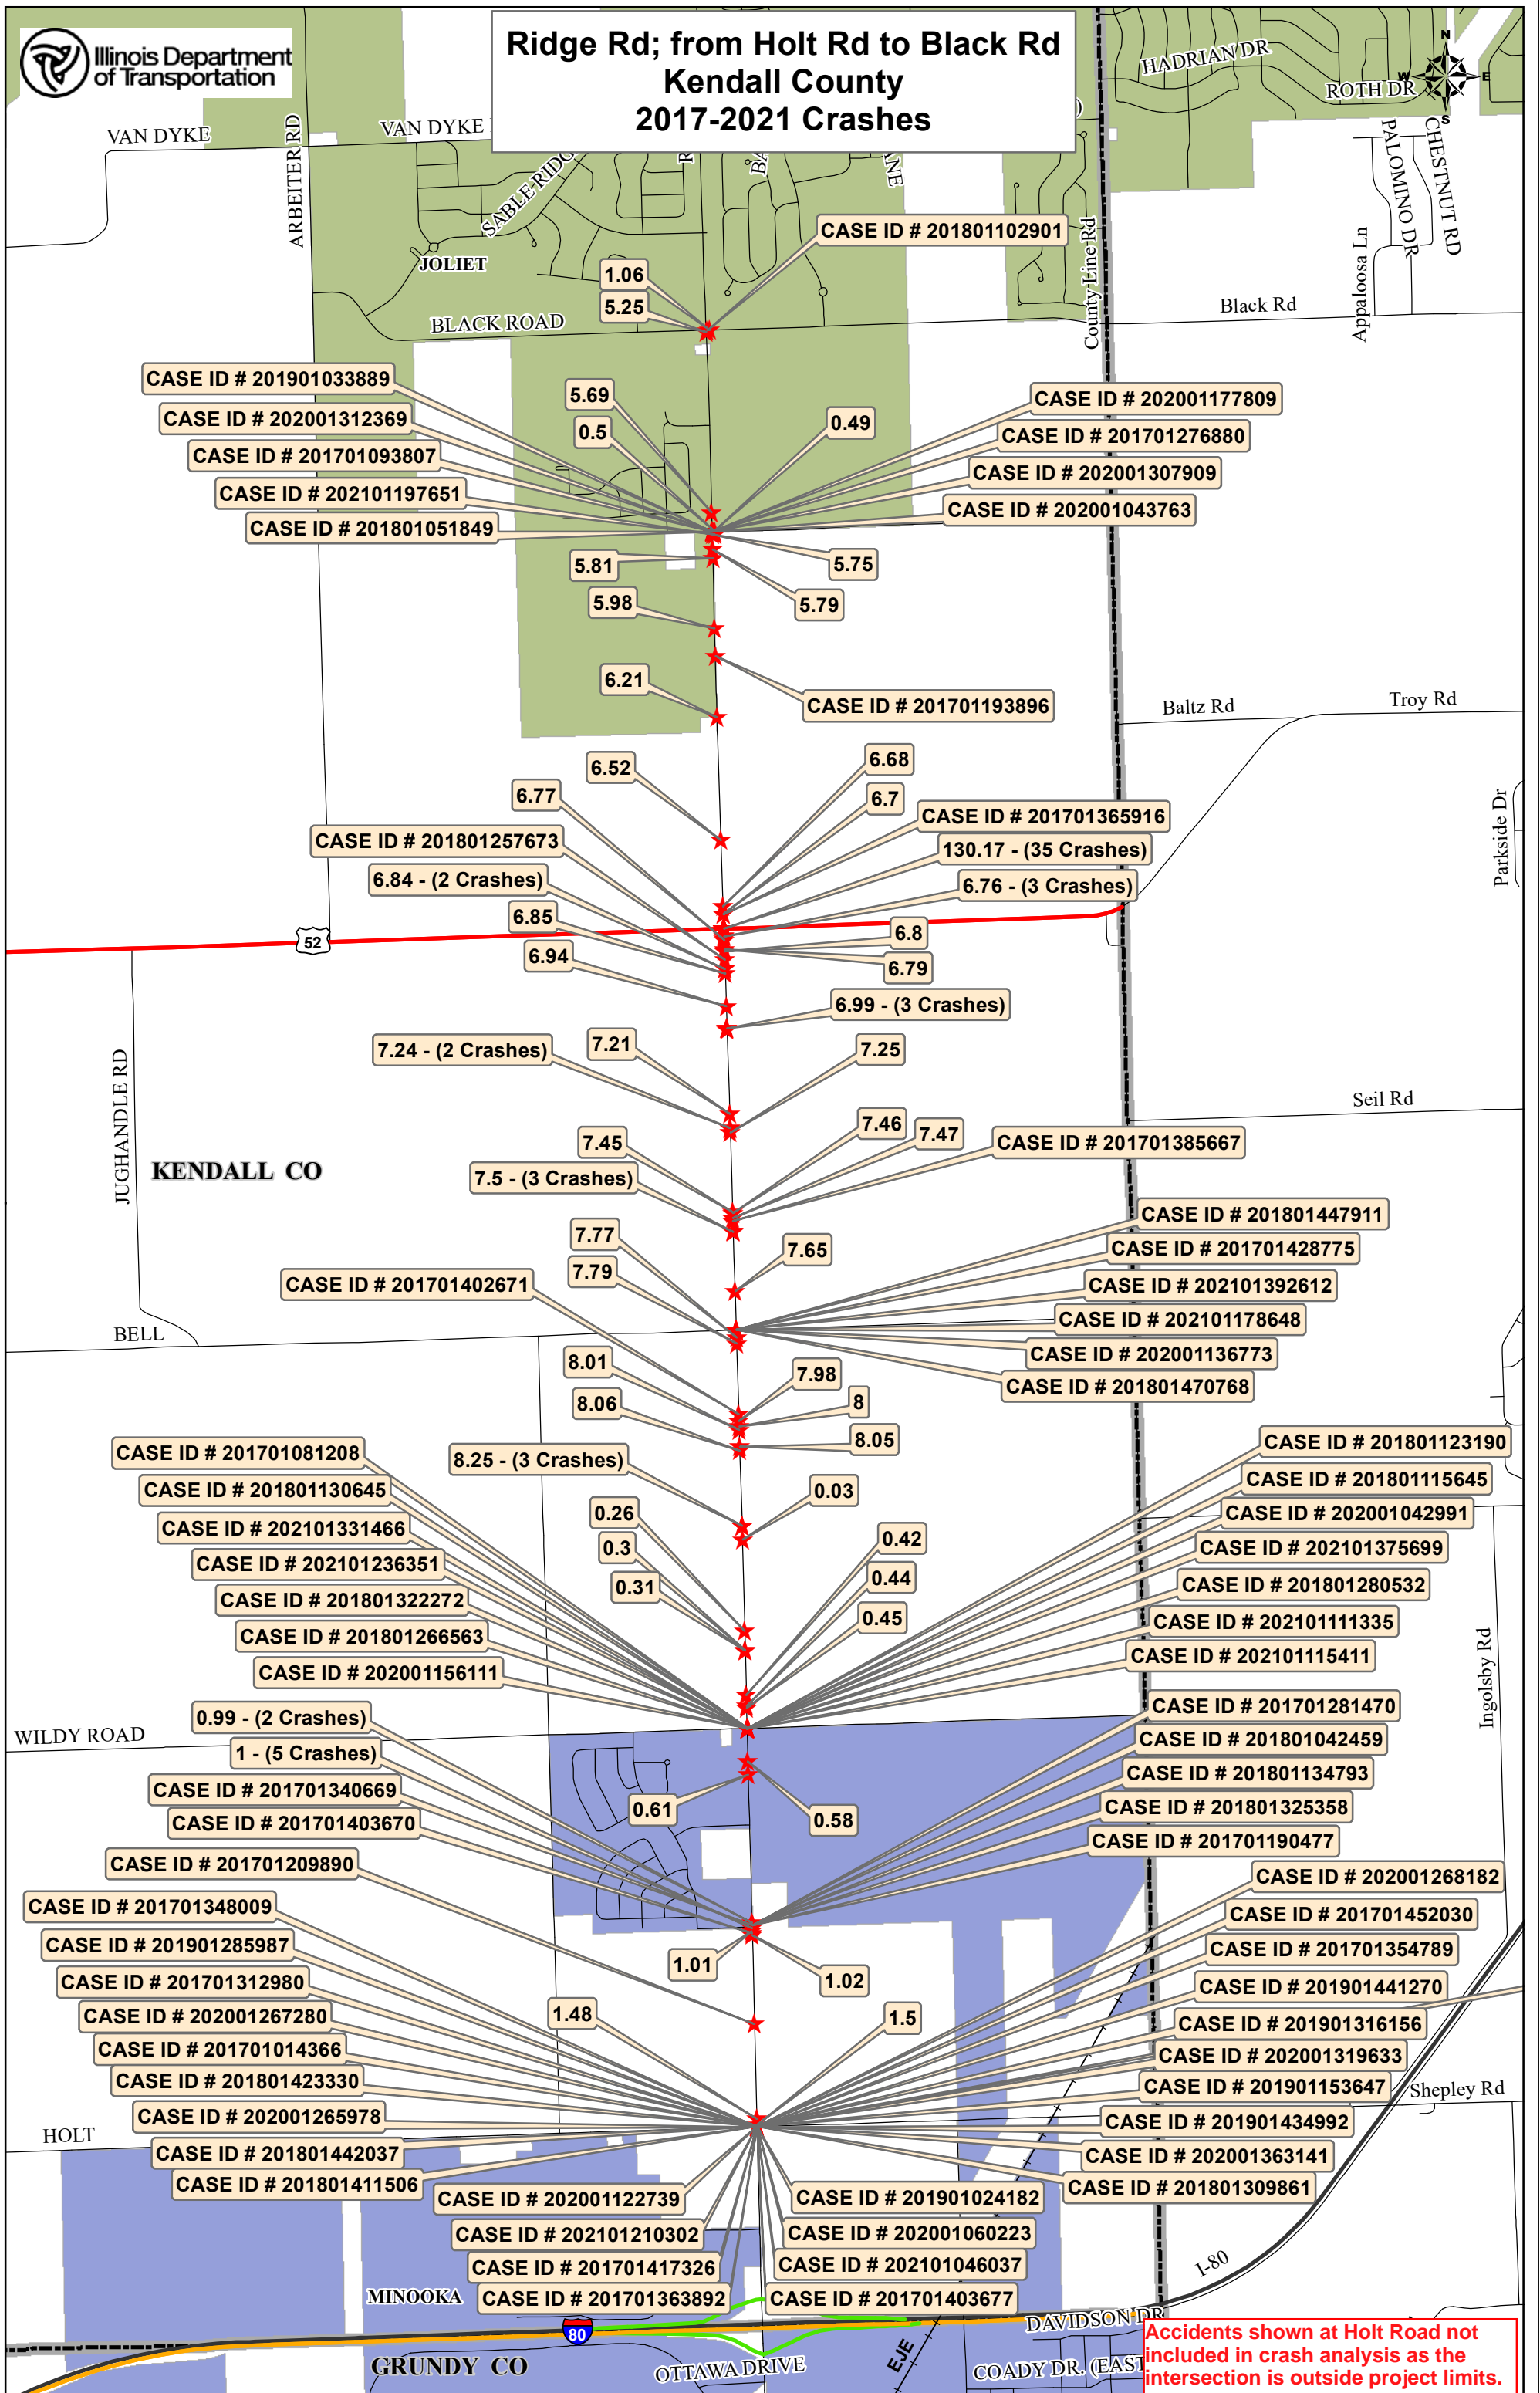 Illinois Department
of Transportation
Ridge Rd; from Holt Rd to Black Rd
Kendall County
2017-2021 Crashes
HADRIAN DR
ROTH DR
N
W
E
S
VAN DYKE
VAN DYKE
ARBEITER RD
SABLE RIDG
R
BA
ANE
)
PALOMINO DR
CHESTNUT RD
JOLIET
CASE ID # 201801102901
1.06
5.25
County Line Rd
Appaloosa Ln
BLACK ROAD
Black Rd
CASE ID # 201901033889
5.69
CASE ID # 202001177809
CASE ID # 202001312369
0.5
0.49
CASE ID # 201701276880
CASE ID # 201701093807
CASE ID # 202001307909
CASE ID # 202101197651
CASE ID # 202001043763
CASE ID # 201801051849
5.81
5.75
5.98
5.79
6.21
CASE ID # 201701193896
Baltz Rd
Troy Rd
6.52
6.68
6.77
6.7
Parkside Dr
CASE ID # 201801257673
CASE ID # 201701365916
130.17 - (35 Crashes)
6.84 - (2 Crashes)
6.76 - (3 Crashes)
6.85
52
6.8
6.94
6.79
6.99 - (3 Crashes)
7.24 - (2 Crashes)
7.21
7.25
JUGHANDLE RD
Seil Rd
KENDALL CO
7.45
7.46
7.47
CASE ID # 201701385667
7.5 - (3 Crashes)
CASE ID # 201801447911
7.77
7.65
CASE ID # 201701428775
7.79
CASE ID # 201701402671
CASE ID # 202101392612
BELL
CASE ID # 202101178648
CASE ID # 202001136773
8.01
7.98
CASE ID # 201801470768
8.06
8
8.05
CASE ID # 201701081208
8.25 - (3 Crashes)
CASE ID # 201801123190
CASE ID # 201801130645
0.03
CASE ID # 201801115645
CASE ID # 202101331466
0.26
CASE ID # 202001042991
CASE ID # 202101236351
0.3
0.42
CASE ID # 202101375699
CASE ID # 201801322272
0.31
0.44
CASE ID # 201801280532
CASE ID # 201801266563
0.45
CASE ID # 202101111335
CASE ID # 202001156111
CASE ID # 202101115411
Ingolsby Rd
0.99 - (2 Crashes)
CASE ID # 201701281470
WILDY ROAD
1 - (5 Crashes)
CASE ID # 201801042459
CASE ID # 201701340669
CASE ID # 201801134793
CASE ID # 201701403670
0.61
0.58
CASE ID # 201801325358
CASE ID # 201701190477
CASE ID # 201701209890
CASE ID # 202001268182
CASE ID # 201701348009
CASE ID # 201701452030
CASE ID # 201901285987
CASE ID # 201701354789
CASE ID # 201701312980
1.01
1.02
CASE ID # 201901441270
CASE ID # 202001267280
1.48
1.5
CASE ID # 201901316156
CASE ID # 201701014366
CASE ID # 202001319633
CASE ID # 201801423330
CASE ID # 201901153647
Shepley Rd
CASE ID # 202001265978
CASE ID # 201901434992
HOLT
CASE ID # 201801442037
CASE ID # 202001363141
CASE ID # 201801411506
CASE ID # 201801309861
CASE ID # 202001122739
CASE ID # 201901024182
CASE ID # 202101210302
CASE ID # 202001060223
CASE ID # 201701417326
CASE ID # 202101046037
I-80
MINOOKA
CASE ID # 201701363892
CASE ID # 201701403677
80
DAVIDSON DR
GRUNDY CO
OTTAWA DRIVE
EJE
COADY DR. (EAST
Accidents shown at Holt Road not
included in crash analysis as the
intersection is outside project limits.